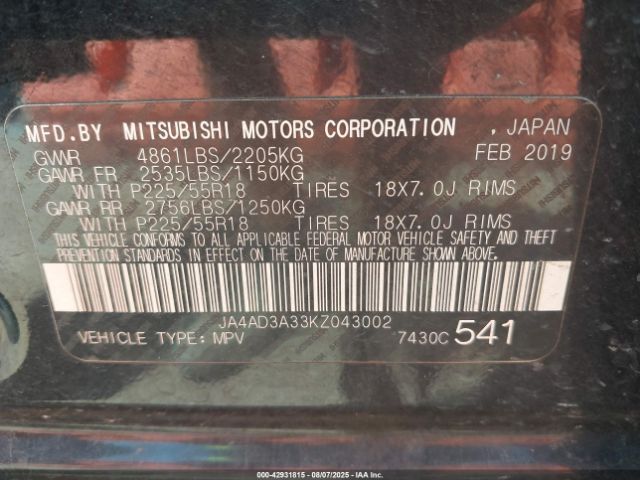 MFD.BY MITSUBISHI MOTORS CORPORATION , JAPAN
GVWR 4861LBS/2205KG FEB 2019
GAWR FR 2535LBS/1150KG
WITH P225/55R18 TIRES 18X7.0J RIMS
GAWR RR 2756LBS/1250KG
WITH P225/55R18 TIRES 18X7.0J RIMS
THIS VEHICLE CONFORMS TO ALL APPLICABLE FEDERAL MOTOR VEHICLE SAFETY AND THEFT
PREVENTION STANDARDS IN EFFECT ON THE DATE OF MANUFACTURE SHOWN ABOVE.
JA4AD3A33KZ043002
VEHICLE TYPE: MPV 7430C 541
000-42931815 - 08/07/2025 - IAAI.COM